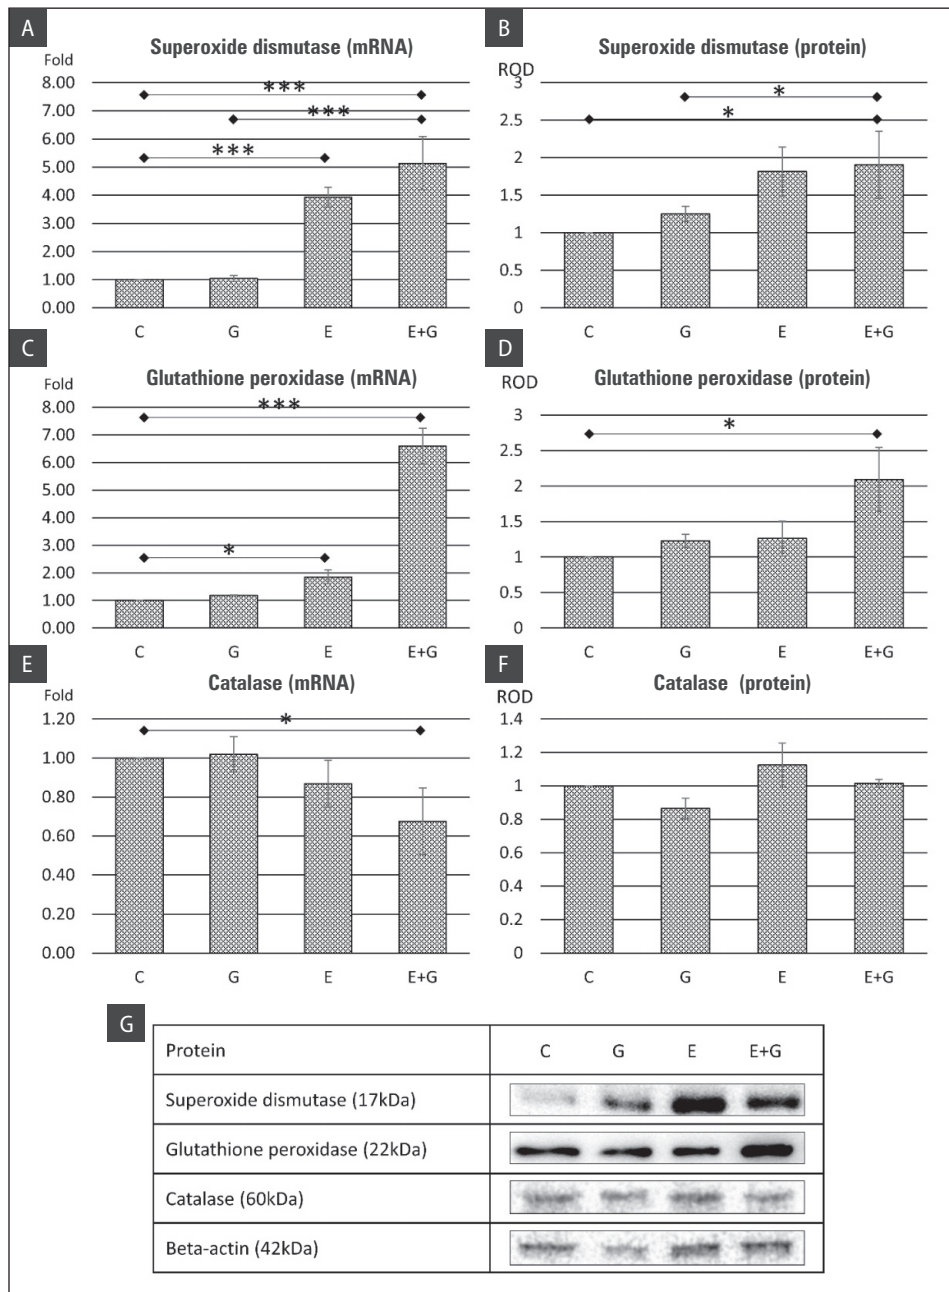 A
Superoxide dismutase (mRNA)
Fold
8.00
7.00
6.00
5.00
4.00
3.00
2.00
1.00
0.00
***
***
***
C G E E+G
B
Superoxide dismutase (protein)
ROD
3
2.5
2
1.5
1
0.5
0
*
*
C G E E+G
C
Glutathione peroxidase (mRNA)
Fold
8.00
7.00
6.00
5.00
4.00
3.00
2.00
1.00
0.00
***
*
C G E E+G
D
Glutathione peroxidase (protein)
ROD
3
2.5
2
1.5
1
0.5
0
*
C G E E+G
E
Catalase (mRNA)
Fold
1.20
1.00
0.80
0.60
0.40
0.20
0.00
*
C G E E+G
F
Catalase (protein)
ROD
1.4
1.2
1
0.8
0.6
0.4
0.2
0
C G E E+G
G
Protein C G E E+G
Superoxide dismutase (17kDa)
Glutathione peroxidase (22kDa)
Catalase (60kDa)
Beta-actin (42kDa)